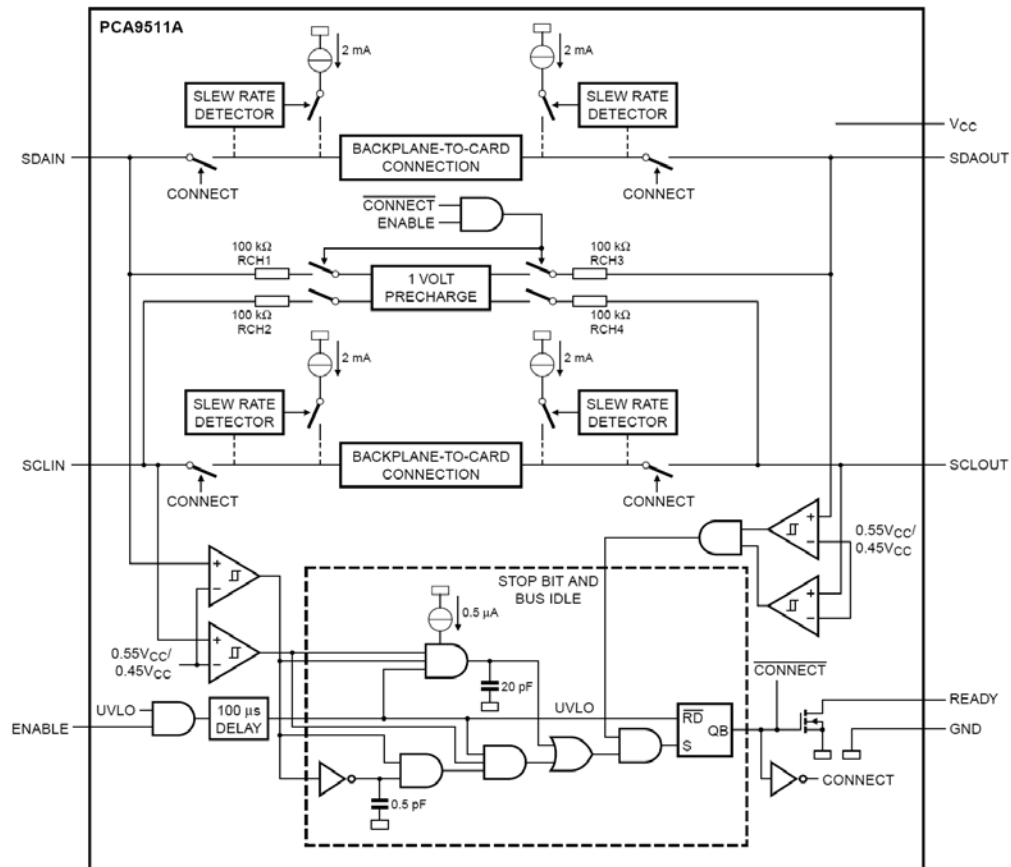 PCA9511A
2 mA
2 mA
SLEW RATE
DETECTOR
SLEW RATE
DETECTOR
VCC
SDAIN
BACKPLANE-TO-CARD
CONNECTION
SDAOUT
CONNECT
CONNECT
CONNECT
ENABLE
100 kΩ
RCH1
100 kΩ
RCH3
1 VOLT
PRECHARGE
100 kΩ
RCH2
100 kΩ
RCH4
2 mA
2 mA
SLEW RATE
DETECTOR
SLEW RATE
DETECTOR
SCLIN
BACKPLANE-TO-CARD
CONNECTION
SCLOUT
CONNECT
CONNECT
+
−
+
−
0.55VCC/
0.45VCC
+
−
+
−
0.55VCC/
0.45VCC
STOP BIT AND
BUS IDLE
0.5 μA
20 pF
CONNECT
UVLO
ENABLE
100 μs
DELAY
UVLO
RD
QB
S
READY
GND
0.5 pF
CONNECT